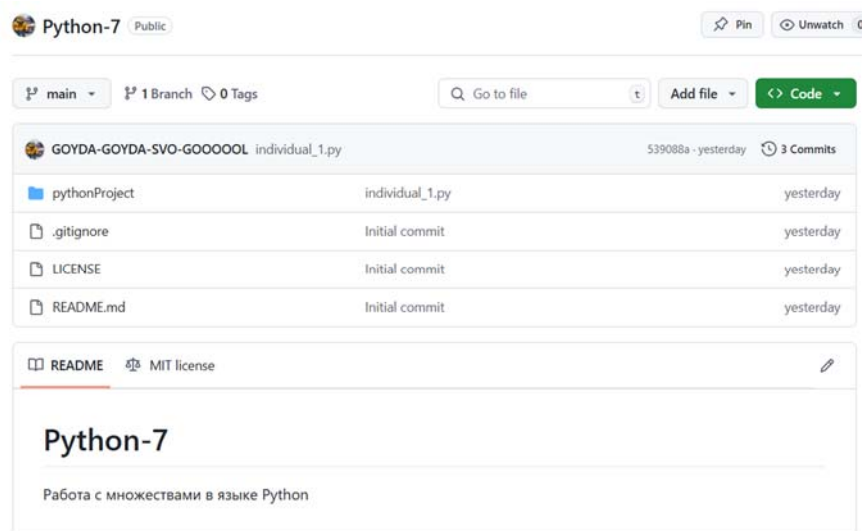 Python-7 Public Pin Unwatch 0
main 1 Branch 0 Tags Go to file t Add file Code
GOYDA-GOYDA-SVO-GOOOOOL individual_1.py 539088a · yesterday 3 Commits
pythonProject individual_1.py yesterday
.gitignore Initial commit yesterday
LICENSE Initial commit yesterday
README.md Initial commit yesterday
README MIT license
Python-7
Работа с множествами в языке Python